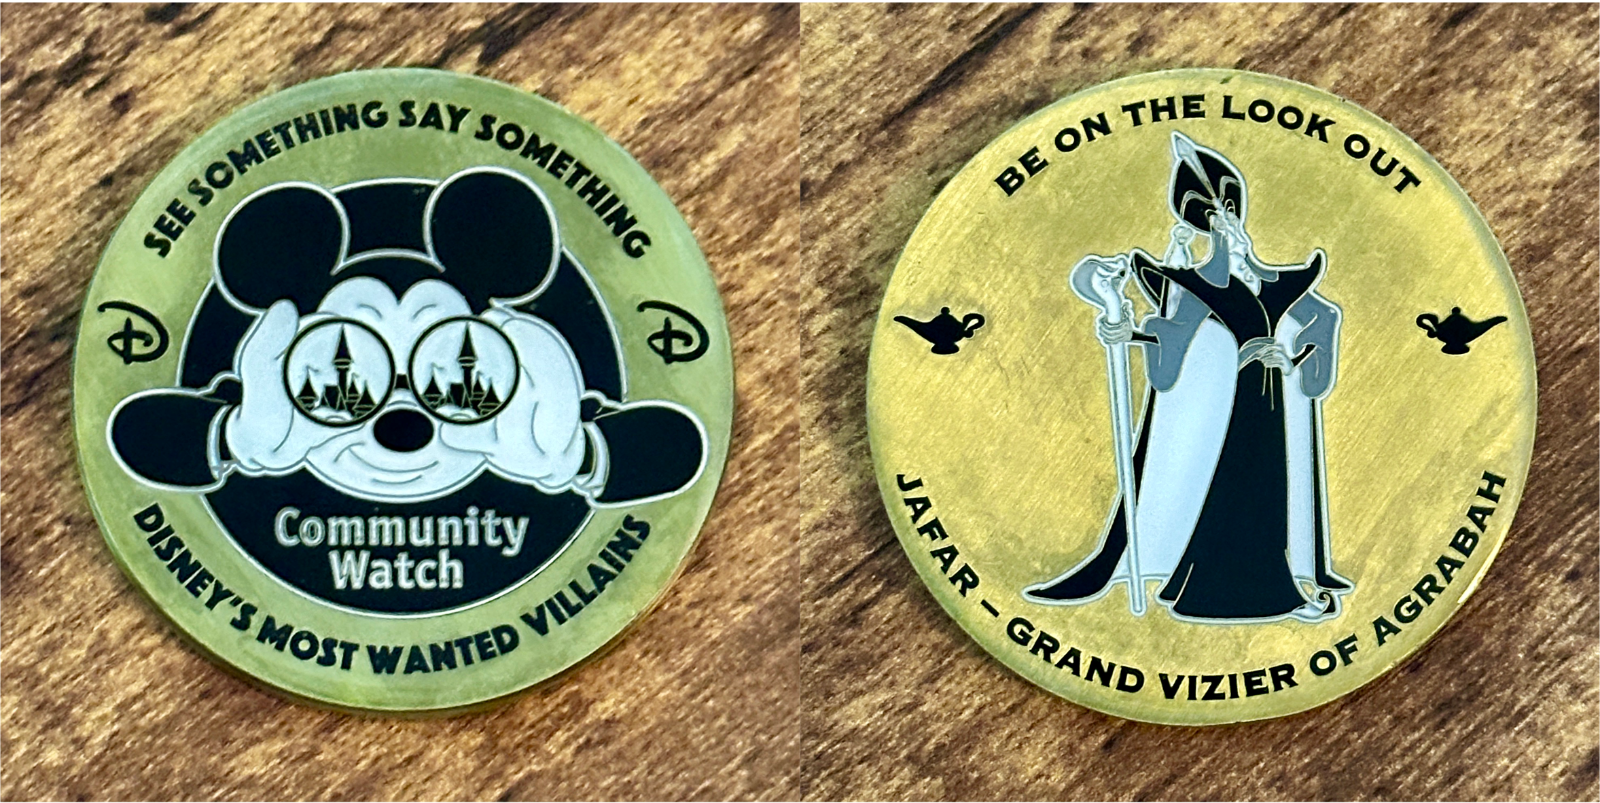 SEE SOMETHING SAY SOMETHING
D
D
Community
Watch
DISNEY'S MOST WANTED VILLAINS
BE ON THE LOOK OUT
JAFAR - GRAND VIZIER OF AGRABAH